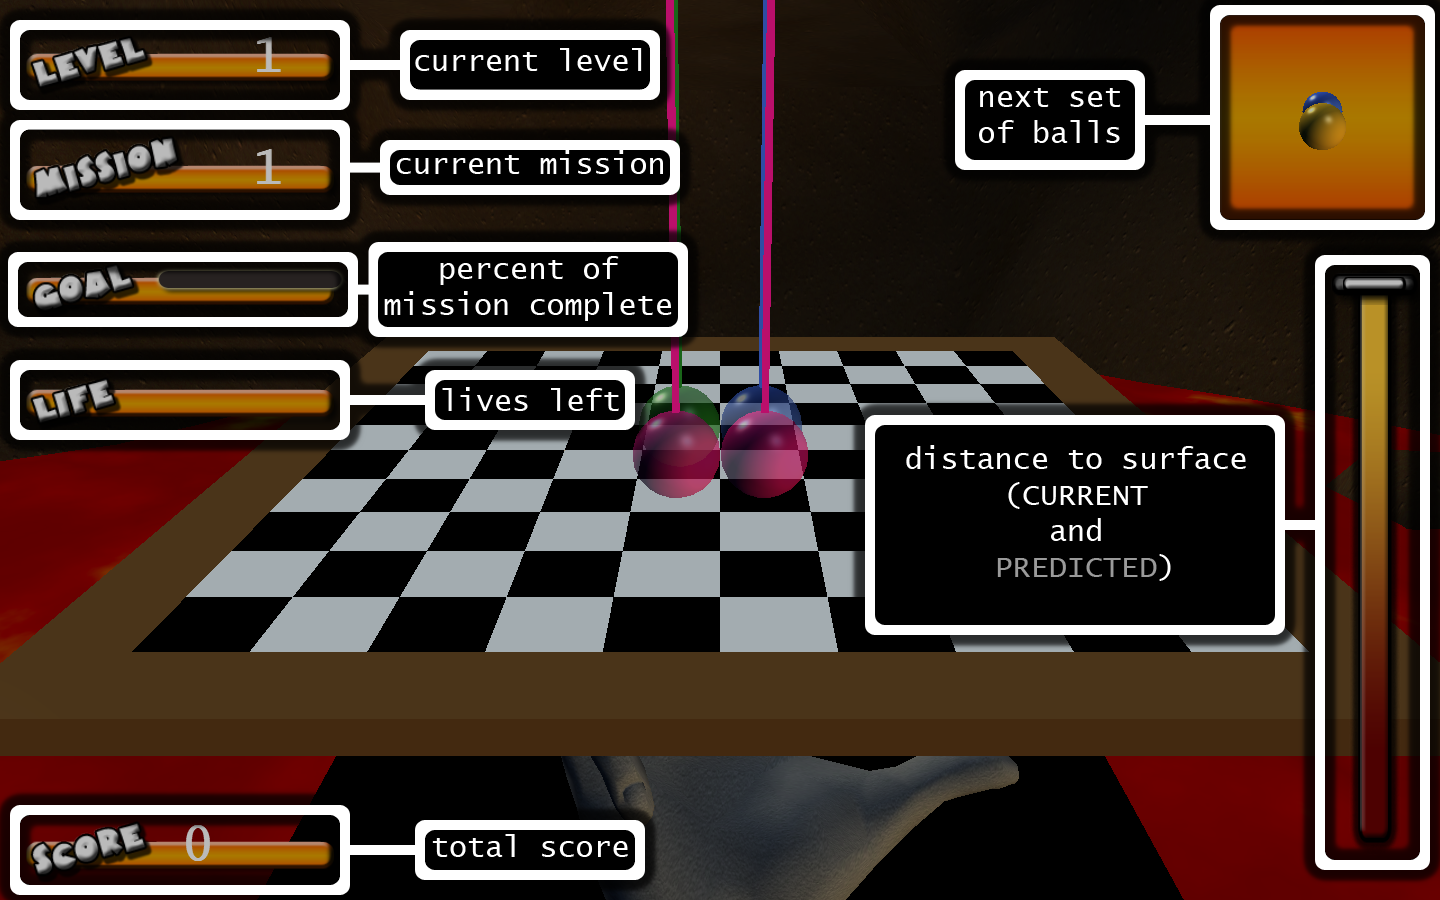 LEVEL 1
current level
MISSION 1
current mission
GOAL
percent of
mission complete
LIFE
lives left
next set
of balls
distance to surface
(CURRENT
and
PREDICTED)
SCORE 0
total score